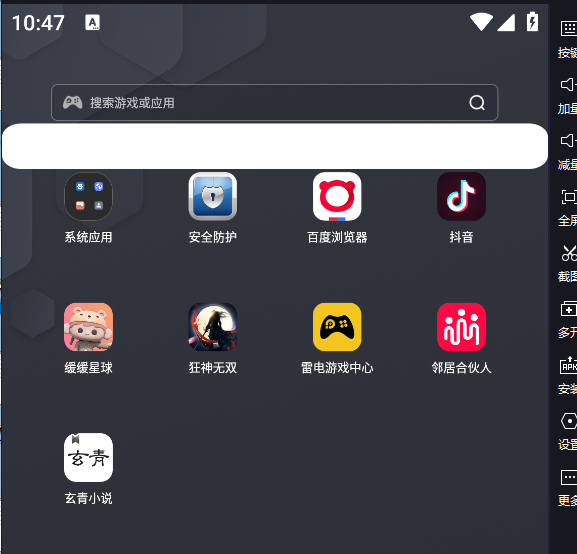 10:47
A
搜索游戏或应用
系统应用
安全防护
百度浏览器
抖音
缓缓星球
狂神无双
雷电游戏中心
邻居合伙人
玄青
玄青小说
按键
加量
减量
全屏
截图
多开
APK
安装
设置
更多